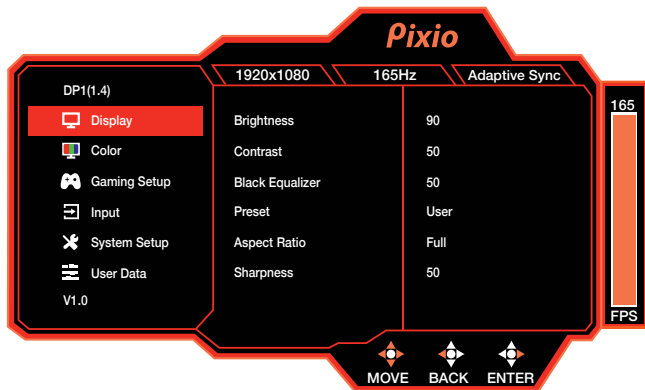 Pixio
1920x1080 165Hz Adaptive Sync
DP1(1.4)
165
Display
Brightness 90
Color
Contrast 50
Gaming Setup
Black Equalizer 50
Input
Preset User
System Setup
Aspect Ratio Full
User Data
Sharpness 50
V1.0
FPS
MOVE BACK ENTER